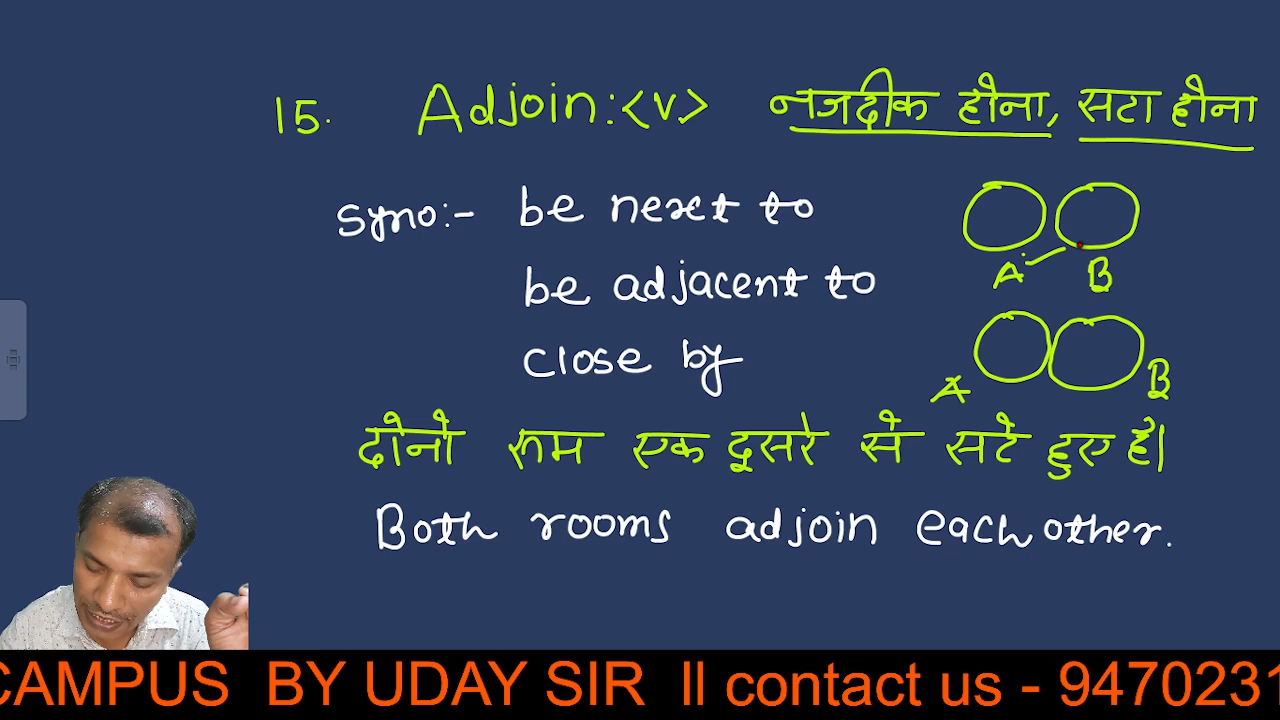 15. Adjoin:<v> नजदीक होना, सटा होना
Syno:- be next to
be adjacent to
close by
A B
A B
दोनो रूम एक दूसरे से सटे हुए है।
Both rooms adjoin each other.
CAMPUS BY UDAY SIR ll contact us - 9470231